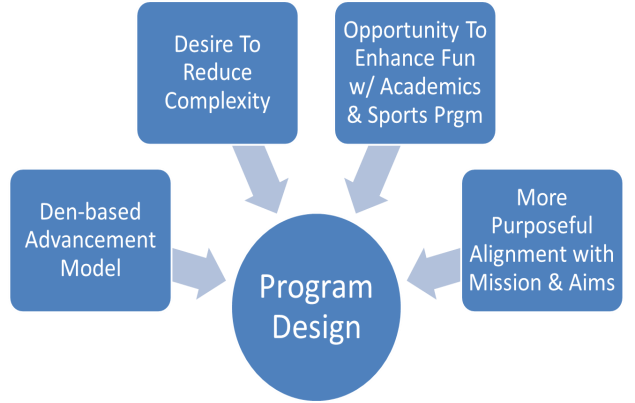 Desire To
Reduce
Complexity
Opportunity To
Enhance Fun
w/ Academics
& Sports Prgm
Den-based
Advancement
Model
More
Purposeful
Alignment with
Mission & Aims
Program
Design